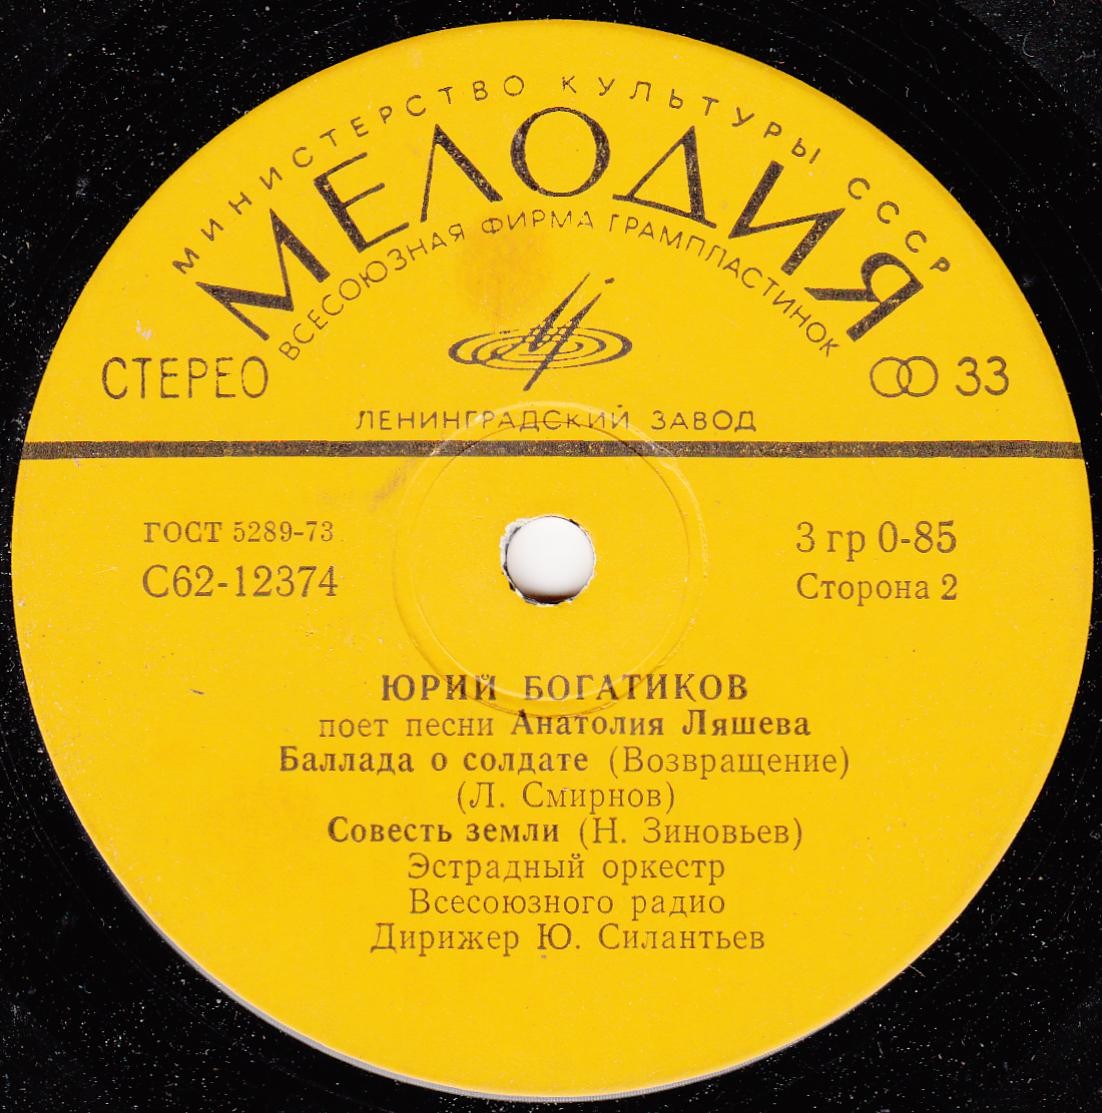 МИНИСТЕРСТВО КУЛЬТУРЫ СССР
МЕЛОДИЯ
ВСЕСОЮЗНАЯ ФИРМА ГРАМПЛАСТИНОК
СТЕРЕО
33
ЛЕНИНГРАДСКИЙ ЗАВОД
ГОСТ 5289-73
С62-12374
3 гр 0-85
Сторона 2
ЮРИЙ БОГАТИКОВ
поет песни Анатолия Ляшева
Баллада о солдате (Возвращение)
(Л. Смирнов)
Совесть земли (Н. Зиновьев)
Эстрадный оркестр
Всесоюзного радио
Дирижер Ю. Силантьев